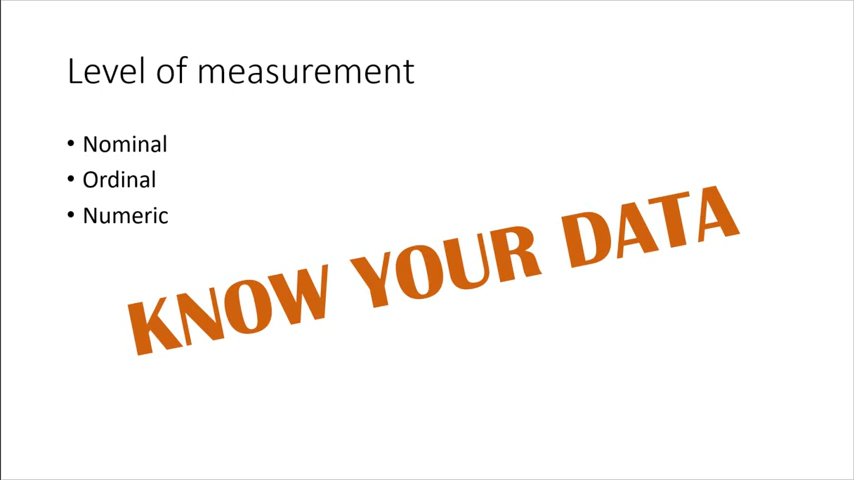 Level of measurement
• Nominal
• Ordinal
• Numeric
KNOW YOUR DATA